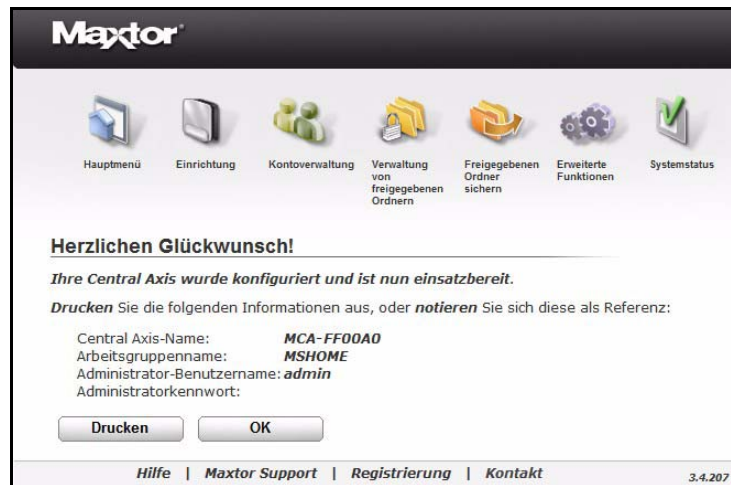 Maxtor
Hauptmenü
Einrichtung
Kontoverwaltung
Verwaltung
von
freigegebenen
Ordnern
Freigegebenen
Ordner
sichern
Erweiterte
Funktionen
Systemstatus
Herzlichen Glückwunsch!
Ihre Central Axis wurde konfiguriert und ist nun einsatzbereit.
Drucken Sie die folgenden Informationen aus, oder notieren Sie sich diese als Referenz:
Central Axis-Name: MCA-FF00A0
Arbeitsgruppenname: MSHOME
Administrator-Benutzername: admin
Administratorkennwort:
Drucken OK
Hilfe | Maxtor Support | Registrierung | Kontakt 3.4.207